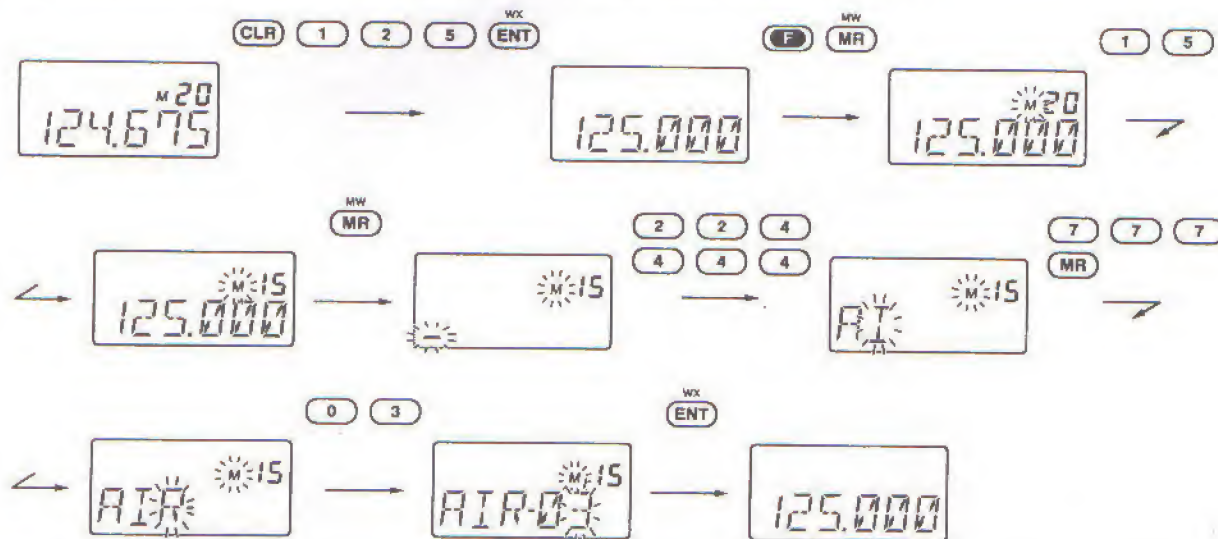 WX
CLR 1 2 5 ENT
MW
F MR
1 5
M 20
124.675
125.000
M 20
125.000
MW
MR
2 2 4
4 4 4
7 7 7
MR
M 15
125.000
M 15
–
M 15
AI
0 3
WX
ENT
M 15
AIR
M 15
AIR-03
125.000